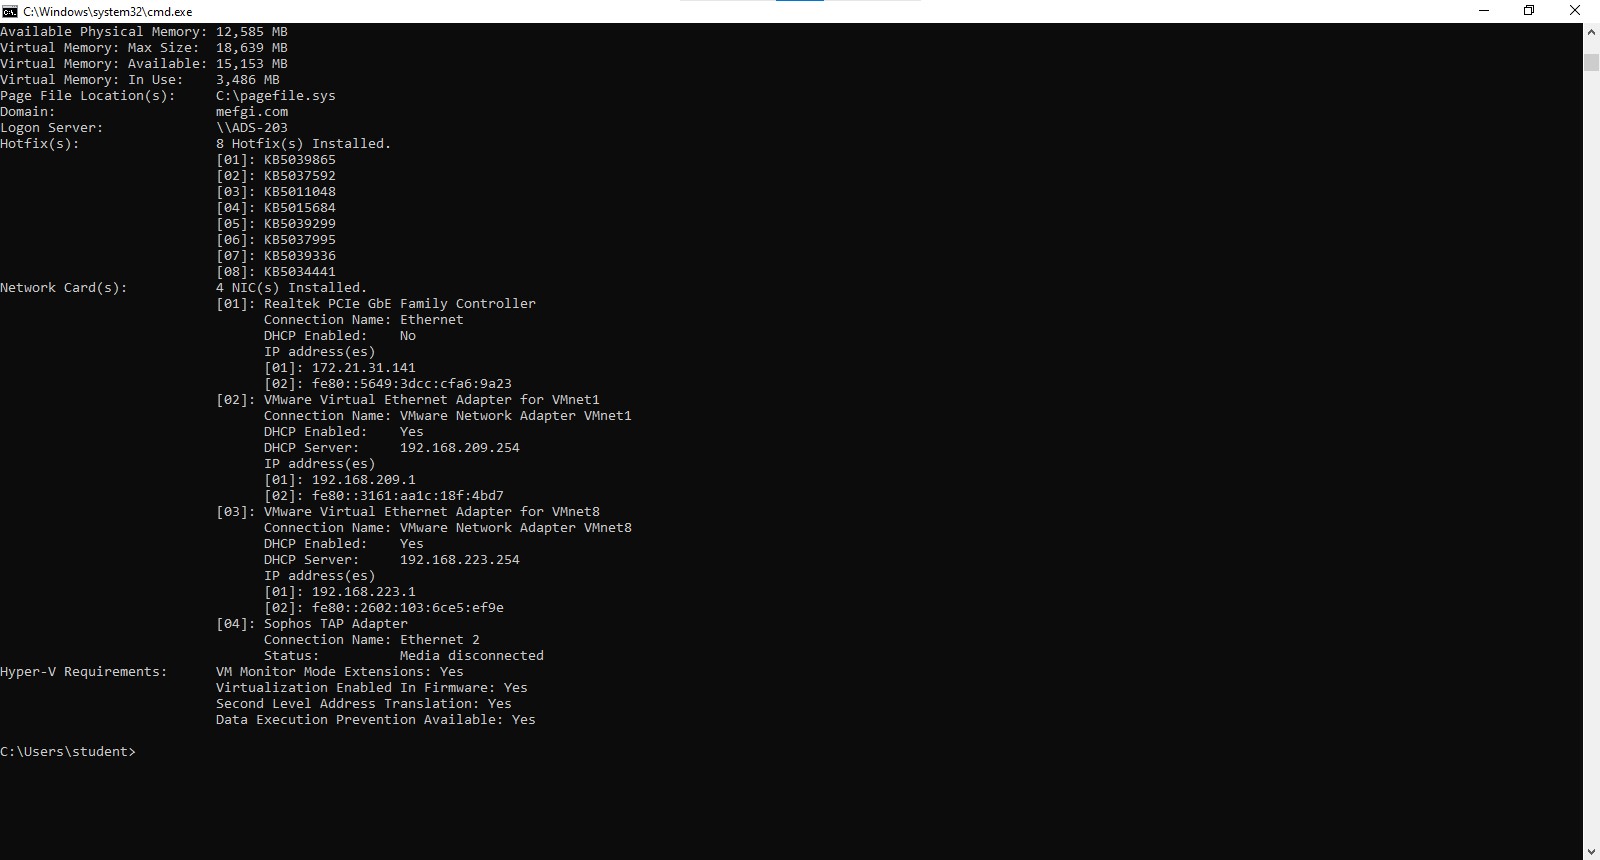 C:\Windows\system32\cmd.exe
Available Physical Memory: 12,585 MB
Virtual Memory: Max Size:  18,639 MB
Virtual Memory: Available: 15,153 MB
Virtual Memory: In Use:    3,486 MB
Page File Location(s):     C:\pagefile.sys
Domain:                    mefgi.com
Logon Server:              \\ADS-203
Hotfix(s):                 8 Hotfix(s) Installed.
                           [01]: KB5039865
                           [02]: KB5037592
                           [03]: KB5011048
                           [04]: KB5015684
                           [05]: KB5039299
                           [06]: KB5037995
                           [07]: KB5039336
                           [08]: KB5034441
Network Card(s):           4 NIC(s) Installed.
                           [01]: Realtek PCIe GbE Family Controller
                                 Connection Name: Ethernet
                                 DHCP Enabled:    No
                                 IP address(es)
                                 [01]: 172.21.31.141
                                 [02]: fe80::5649:3dcc:cfa6:9a23
                           [02]: VMware Virtual Ethernet Adapter for VMnet1
                                 Connection Name: VMware Network Adapter VMnet1
                                 DHCP Enabled:    Yes
                                 DHCP Server:     192.168.209.254
                                 IP address(es)
                                 [01]: 192.168.209.1
                                 [02]: fe80::3161:aa1c:18f:4bd7
                           [03]: VMware Virtual Ethernet Adapter for VMnet8
                                 Connection Name: VMware Network Adapter VMnet8
                                 DHCP Enabled:    Yes
                                 DHCP Server:     192.168.223.254
                                 IP address(es)
                                 [01]: 192.168.223.1
                                 [02]: fe80::2602:103:6ce5:ef9e
                           [04]: Sophos TAP Adapter
                                 Connection Name: Ethernet 2
                                 Status:          Media disconnected
Hyper-V Requirements:      VM Monitor Mode Extensions: Yes
                           Virtualization Enabled In Firmware: Yes
                           Second Level Address Translation: Yes
                           Data Execution Prevention Available: Yes
C:\Users\student>